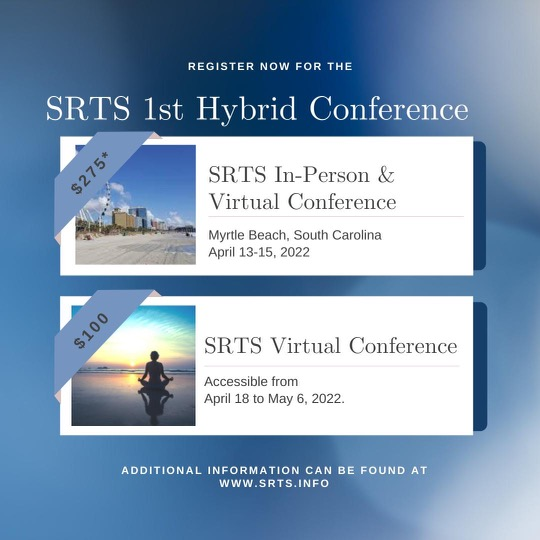 REGISTER NOW FOR THE
SRTS 1st Hybrid Conference
$275*
SRTS In-Person &
Virtual Conference
Myrtle Beach, South Carolina
April 13-15, 2022
$100
SRTS Virtual Conference
Accessible from
April 18 to May 6, 2022.
ADDITIONAL INFORMATION CAN BE FOUND AT
WWW.SRTS.INFO